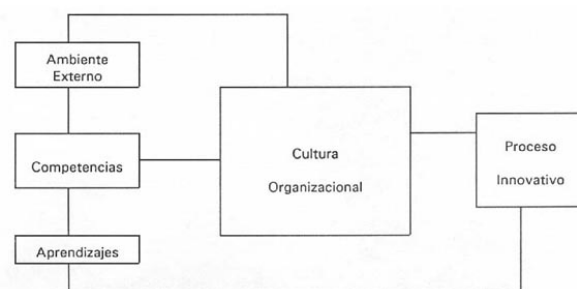 Ambiente
Externo
Competencias
Aprendizajes
Cultura
Organizacional
Proceso
Innovativo